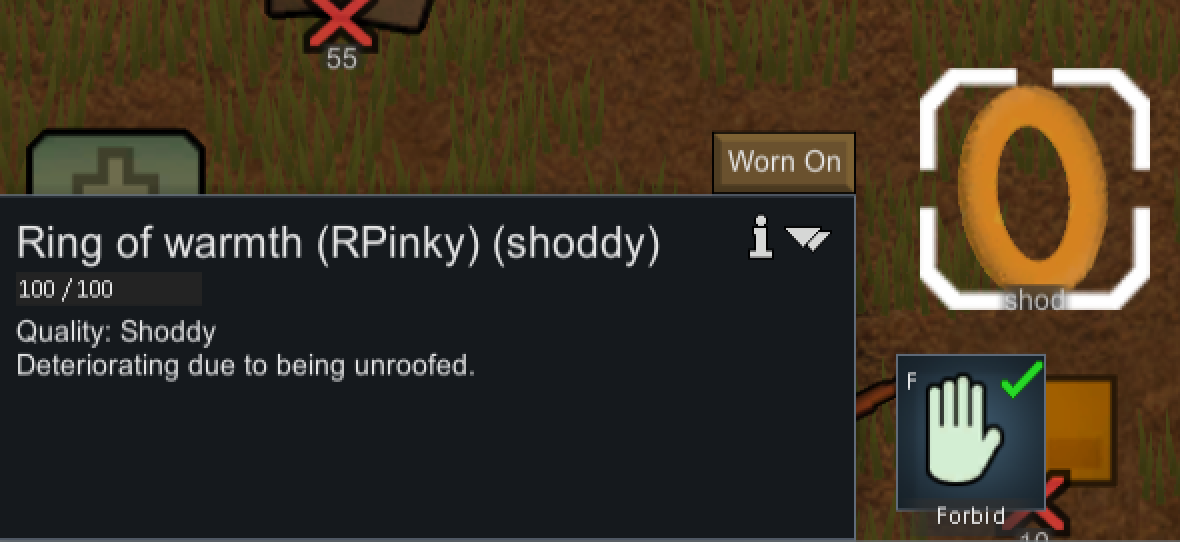 55
Worn On
Ring of warmth (RPinky) (shoddy)
100 / 100
Quality: Shoddy
Deteriorating due to being unroofed.
shod
F
Forbid